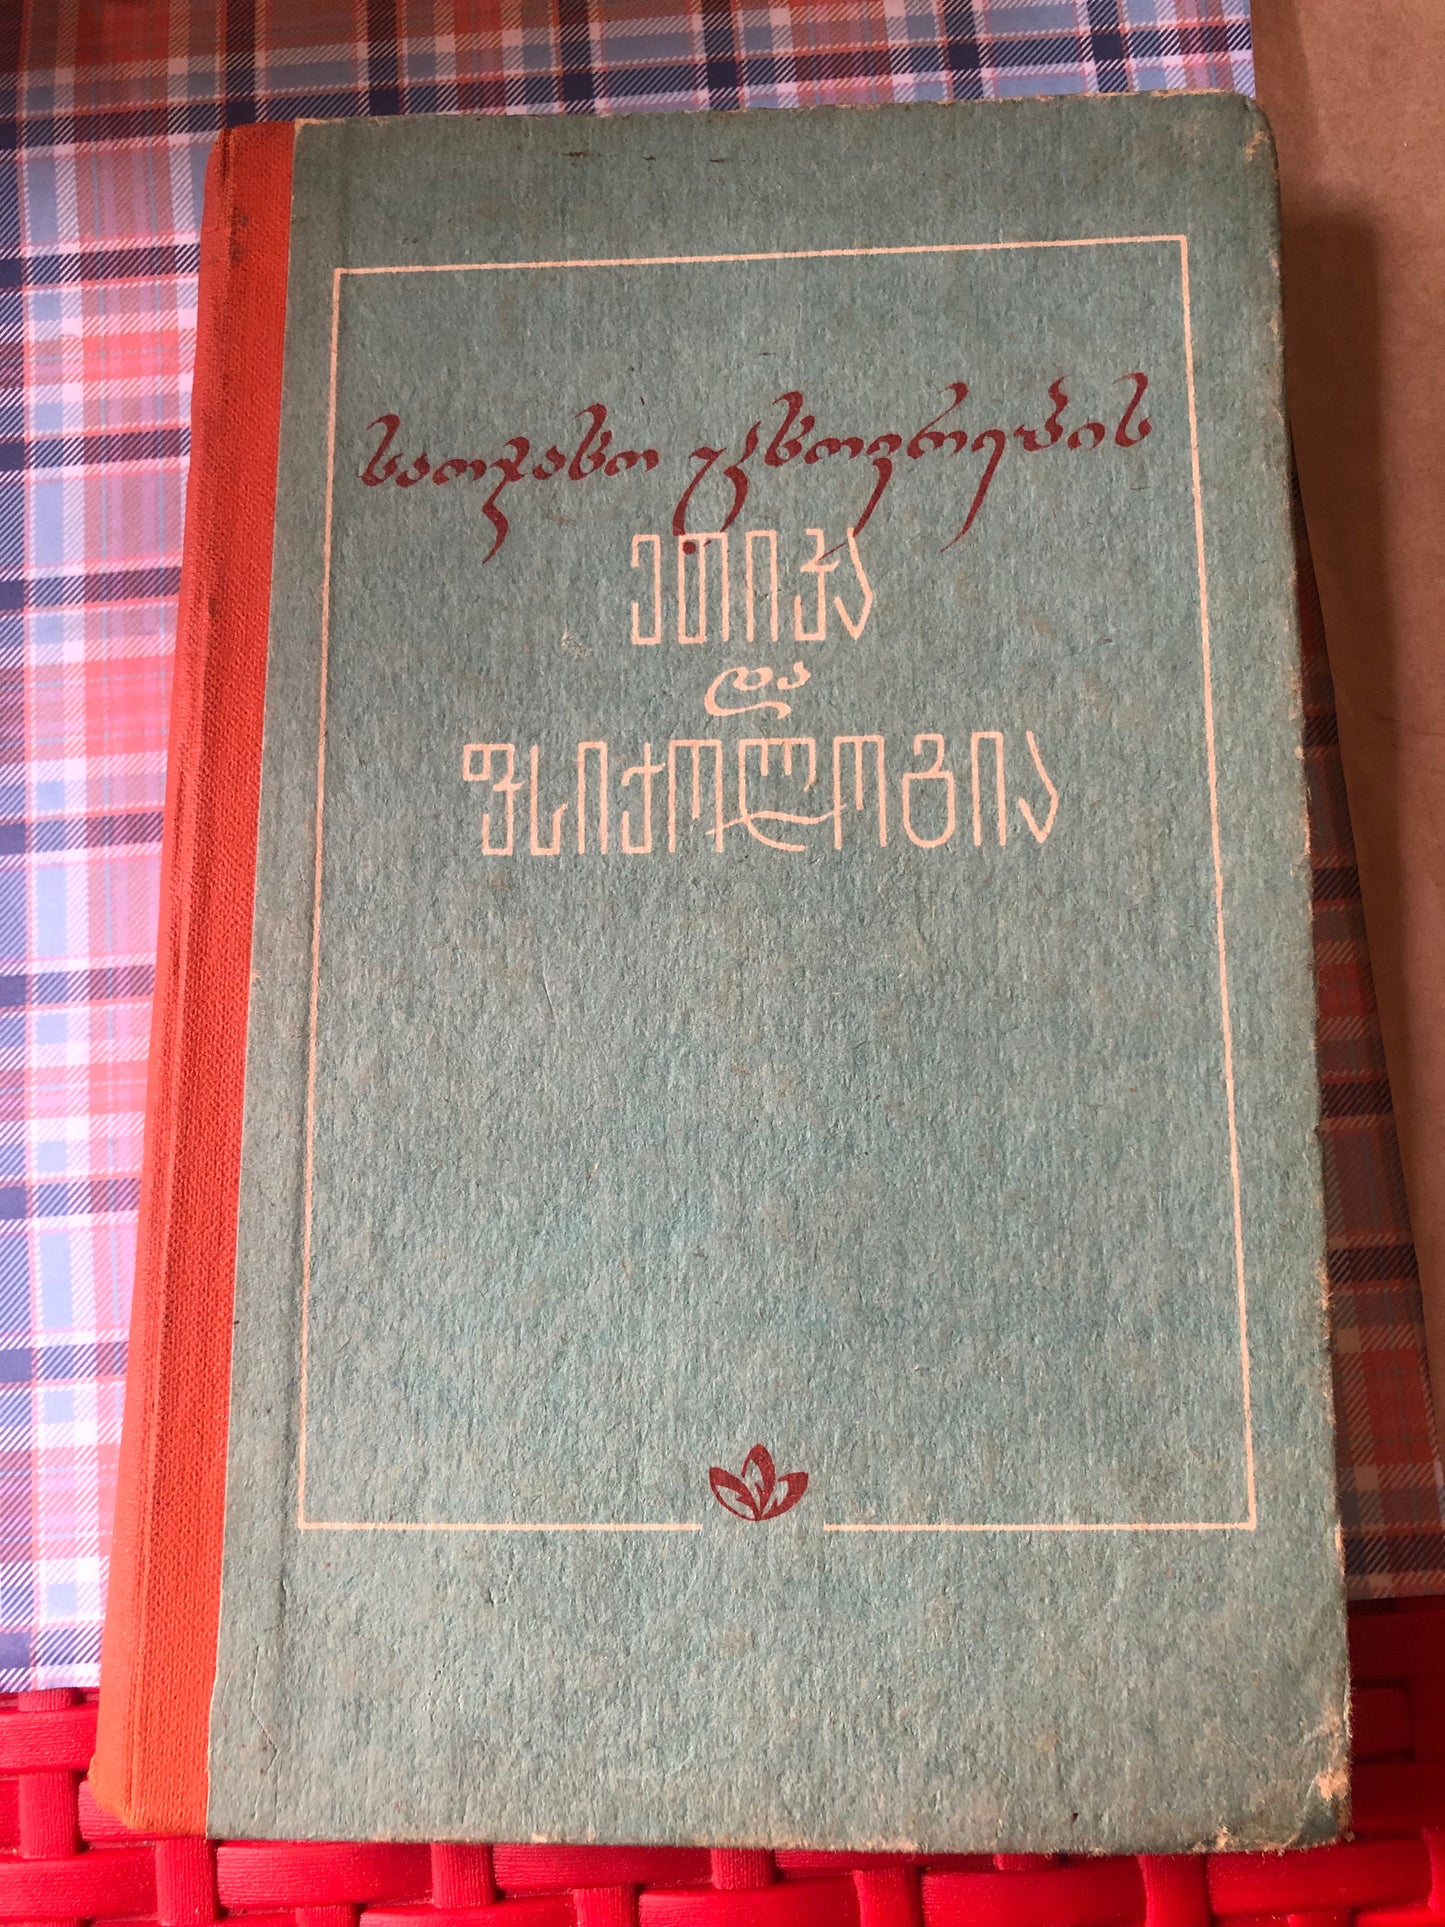 საოჯახო ცხოვრების
ეთიკა
და
ფსიქოლოგია